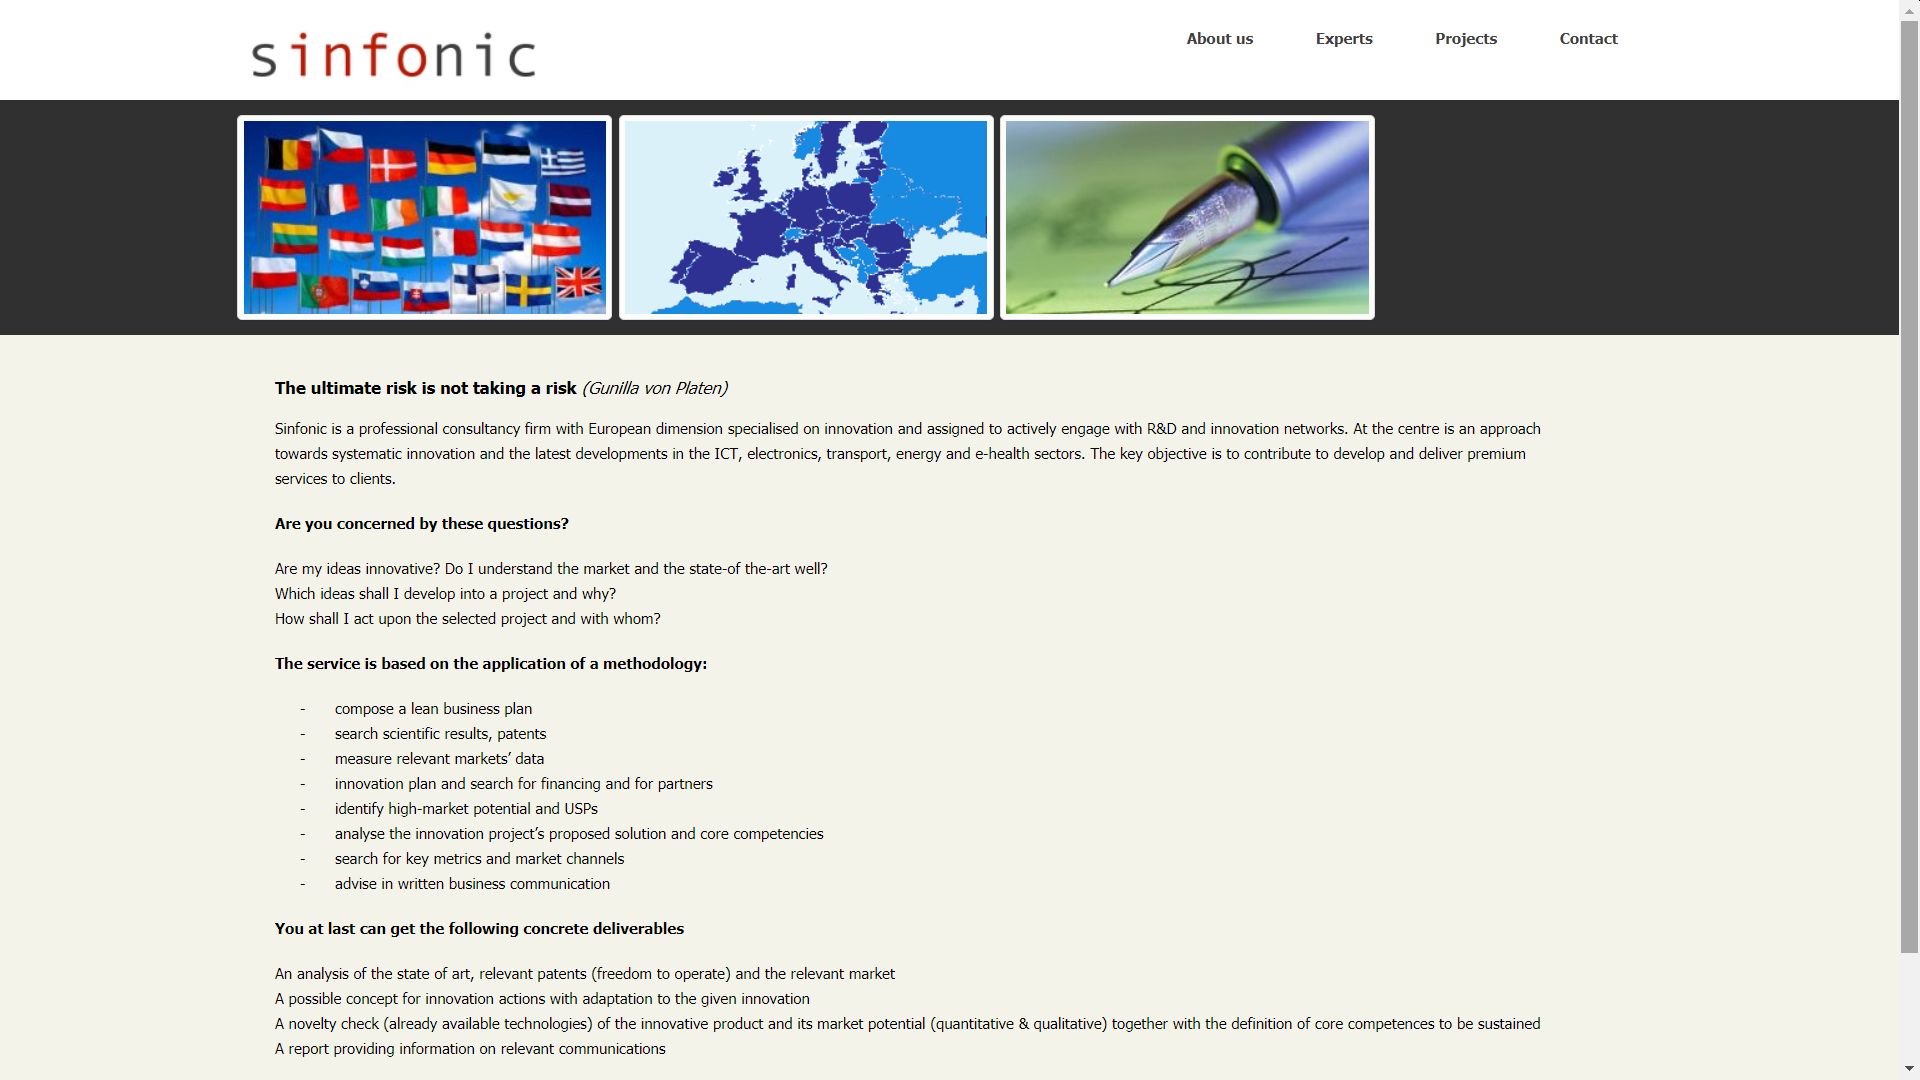 sinfonic
About us
Experts
Projects
Contact
The ultimate risk is not taking a risk (Gunilla von Platen)
Sinfonic is a professional consultancy firm with European dimension specialised on innovation and assigned to actively engage with R&D and innovation networks. At the centre is an approach
towards systematic innovation and the latest developments in the ICT, electronics, transport, energy and e-health sectors. The key objective is to contribute to develop and deliver premium
services to clients.
Are you concerned by these questions?
Are my ideas innovative? Do I understand the market and the state-of the-art well?
Which ideas shall I develop into a project and why?
How shall I act upon the selected project and with whom?
The service is based on the application of a methodology:
- compose a lean business plan
- search scientific results, patents
- measure relevant markets’ data
- innovation plan and search for financing and for partners
- identify high-market potential and USPs
- analyse the innovation project’s proposed solution and core competencies
- search for key metrics and market channels
- advise in written business communication
You at last can get the following concrete deliverables
An analysis of the state of art, relevant patents (freedom to operate) and the relevant market
A possible concept for innovation actions with adaptation to the given innovation
A novelty check (already available technologies) of the innovative product and its market potential (quantitative & qualitative) together with the definition of core competences to be sustained
A report providing information on relevant communications